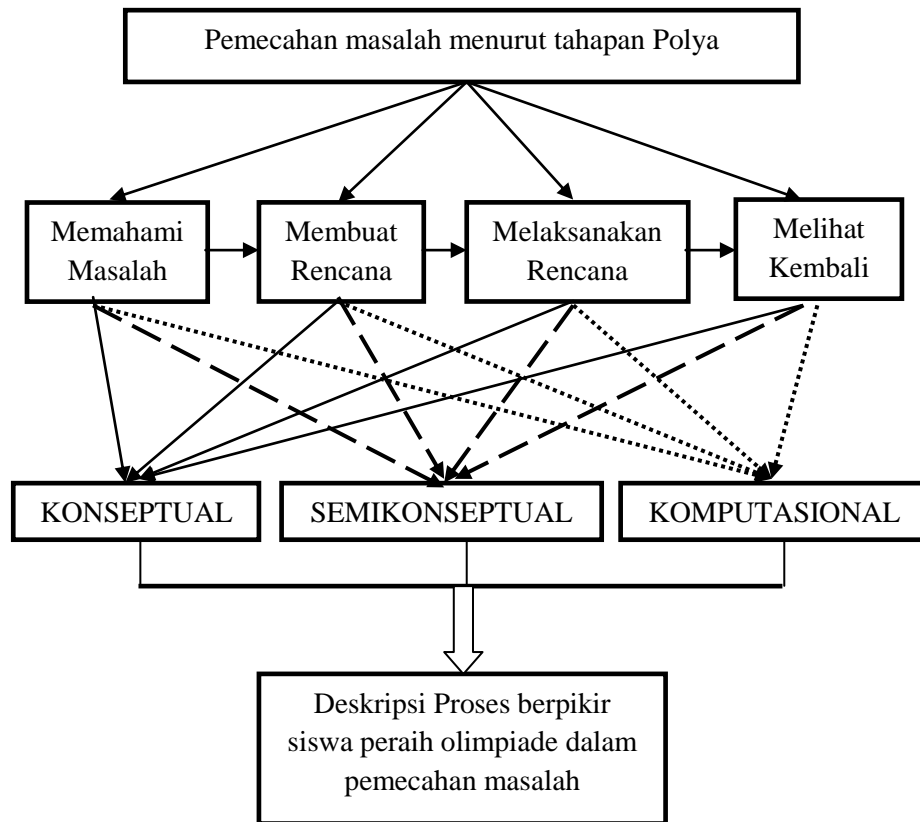 Pemecahan masalah menurut tahapan Polya
Memahami
Masalah
Membuat
Rencana
Melaksanakan
Rencana
Melihat
Kembali
KONSEPTUAL
SEMIKONSEPTUAL
KOMPUTASIONAL
Deskripsi Proses berpikir
siswa peraih olimpiade dalam
pemecahan masalah